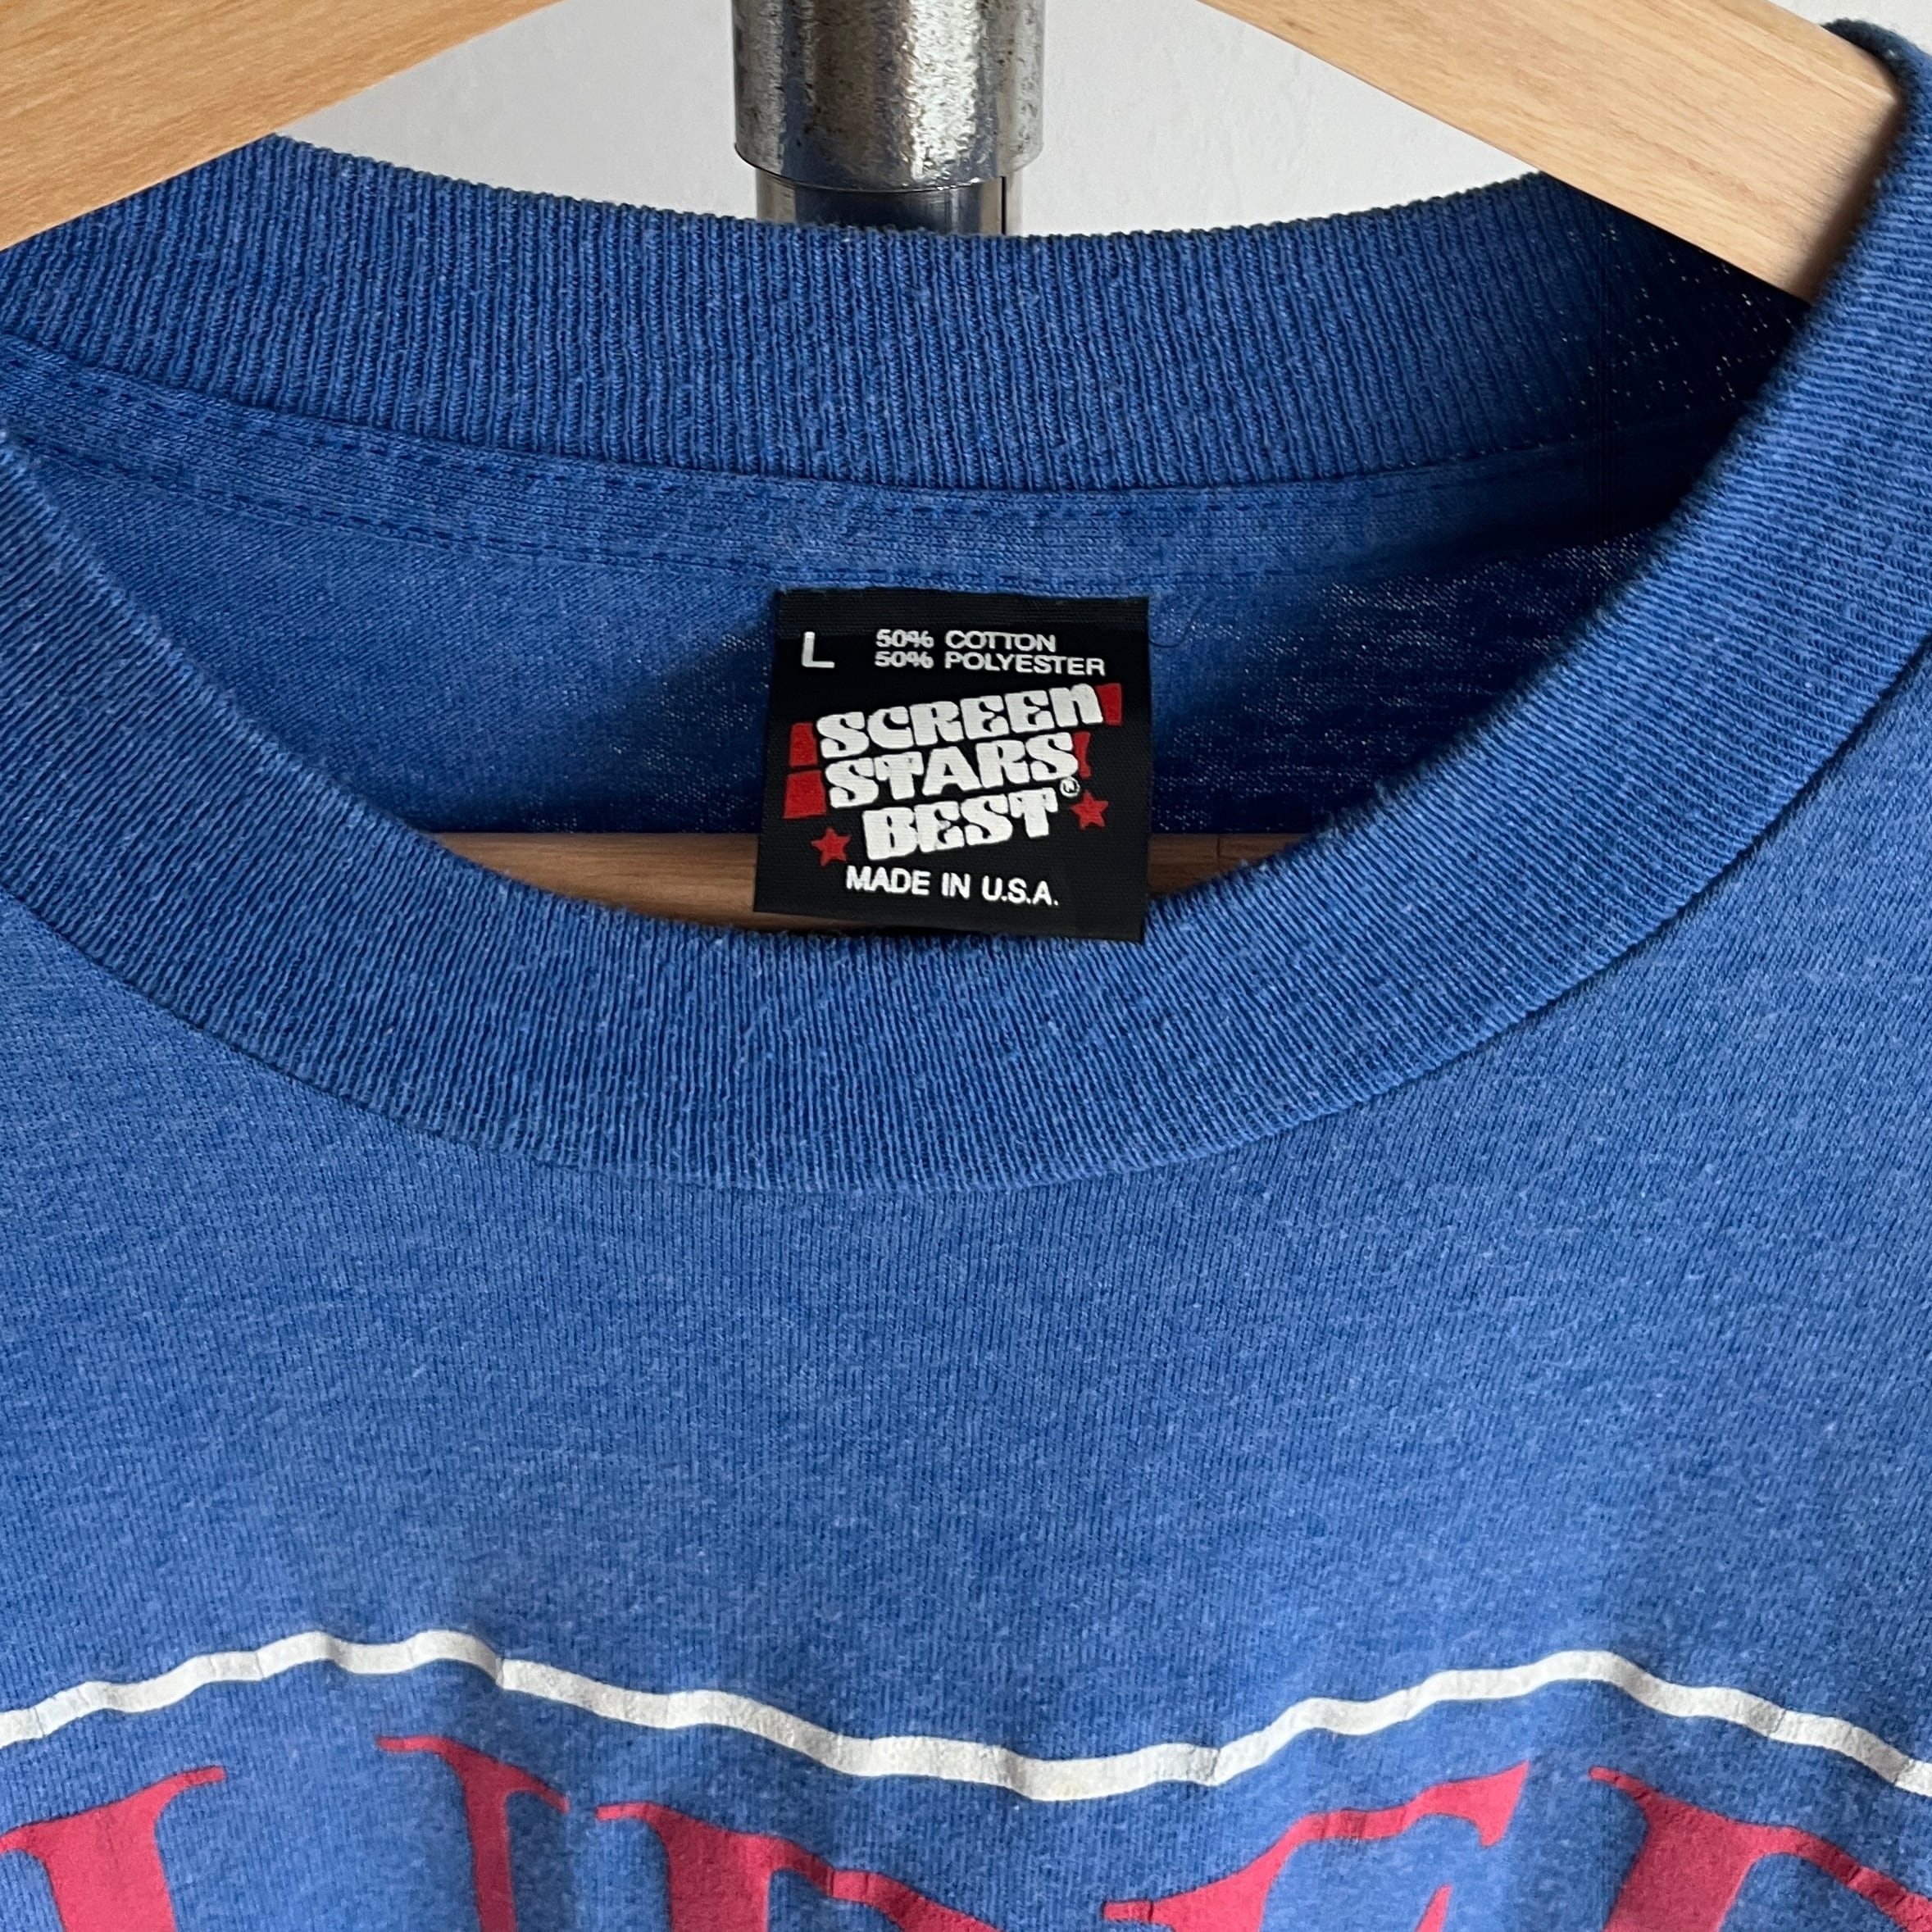 L 50% COTTON
50% POLYESTER
SCREEN
STARS
BEST®
MADE IN U.S.A.